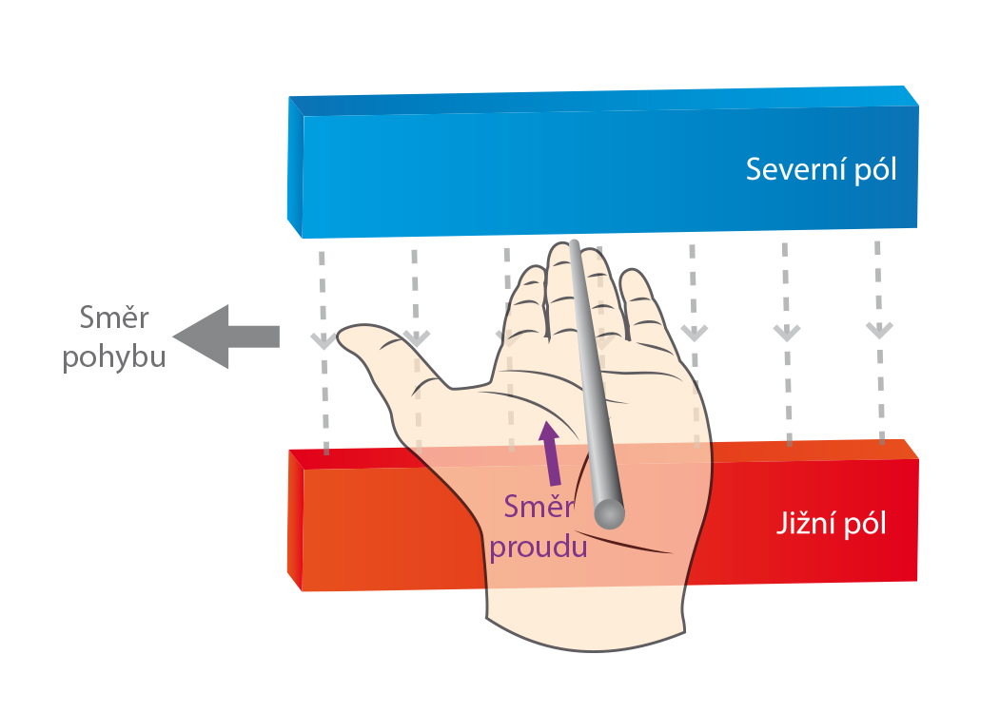 Severní pól
Směr
pohybu
Směr
proudu
Jižní pól